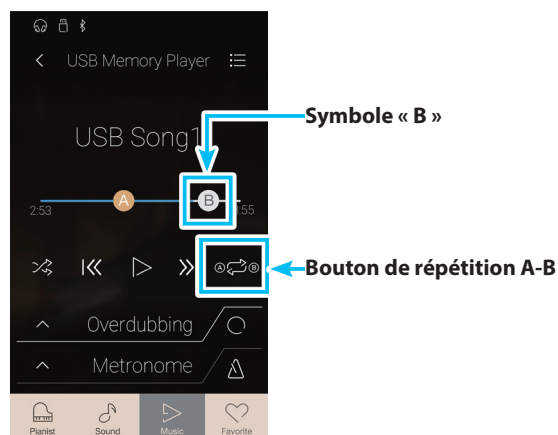 USB Memory Player
Symbole « B »
USB Song1
A
B
2:53
:55
A B
Bouton de répétition A-B
Overdubbing
Metronome
Pianist Sound Music Favorite